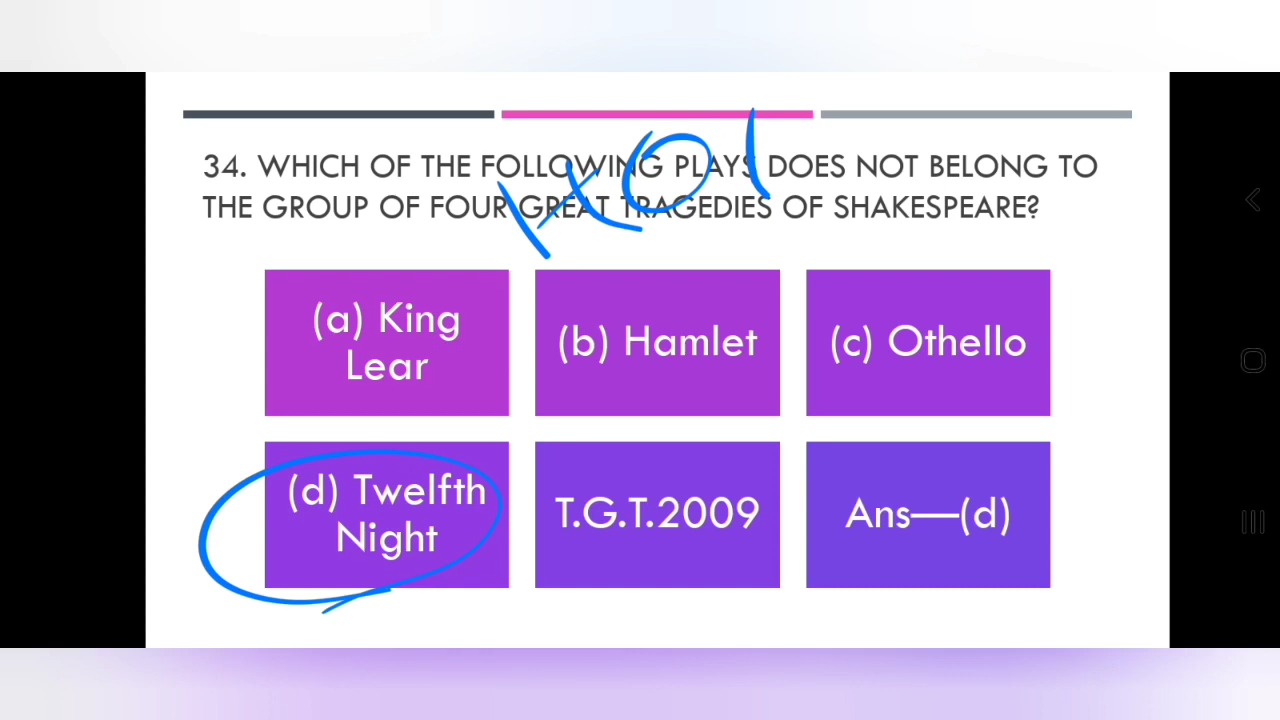 34. WHICH OF THE FOLLOWING PLAYS DOES NOT BELONG TO
THE GROUP OF FOUR GREAT TRAGEDIES OF SHAKESPEARE?
(a) King
Lear
(b) Hamlet
(c) Othello
(d) Twelfth
Night
T.G.T.2009
Ans—(d)